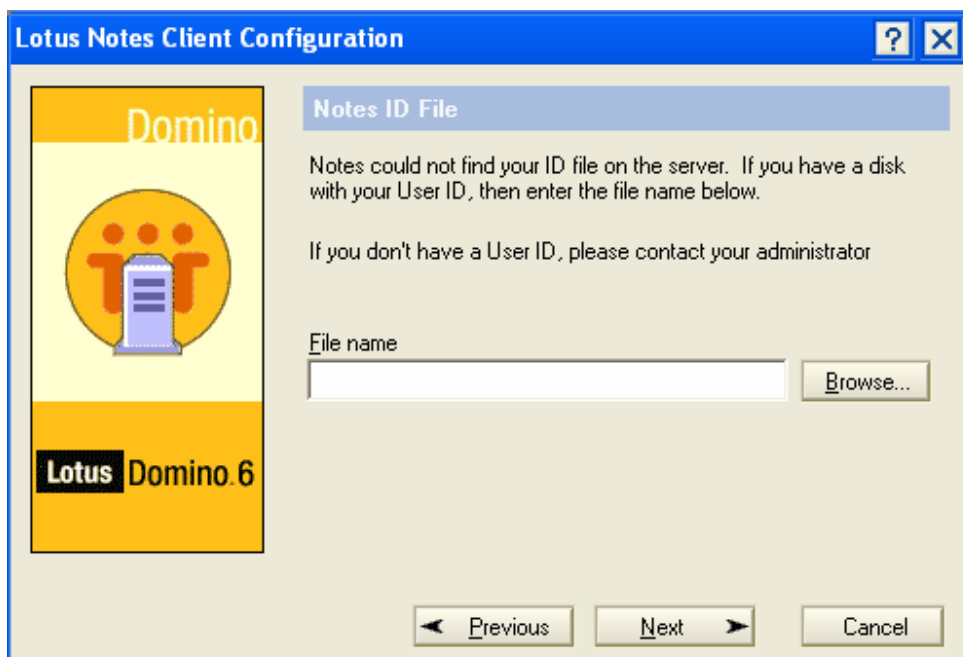 Lotus Notes Client Configuration
Domino
Lotus Domino.6
Notes ID File
Notes could not find your ID file on the server. If you have a disk
with your User ID, then enter the file name below.
If you don't have a User ID, please contact your administrator
File name
Browse...
Previous
Next
Cancel